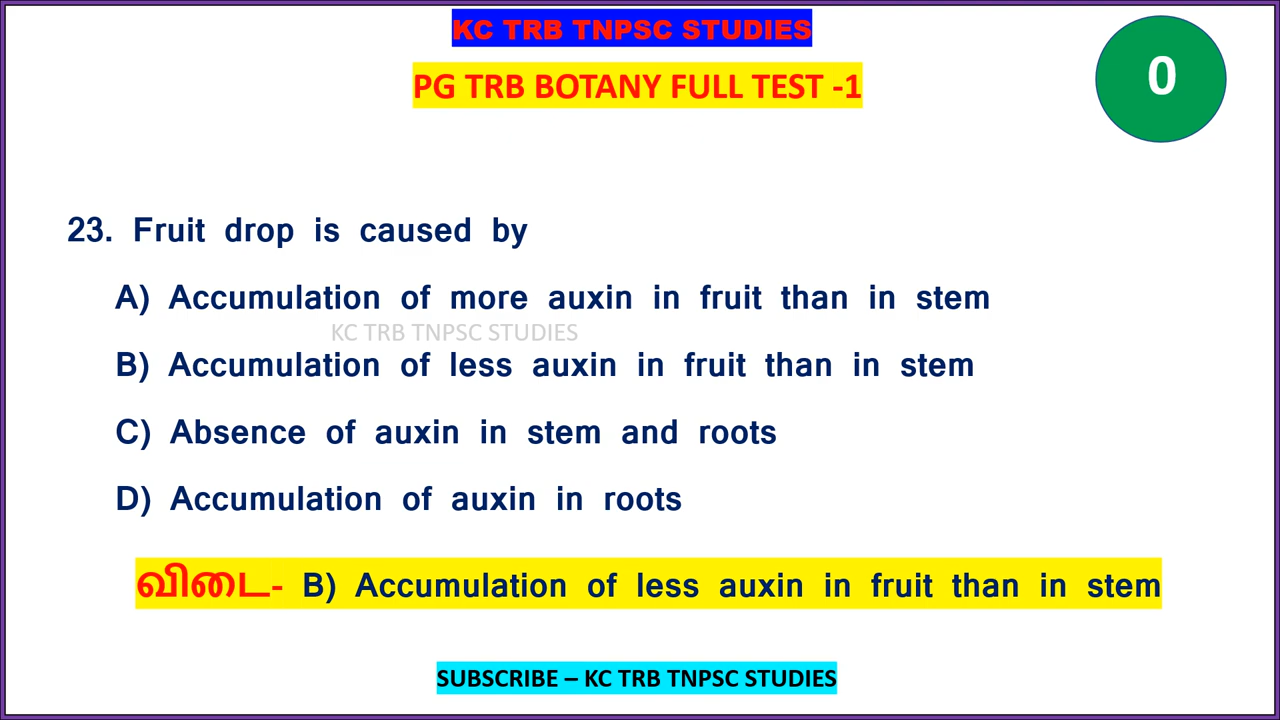 KC TRB TNPSC STUDIES
PG TRB BOTANY FULL TEST -1
0
23. Fruit drop is caused by
A) Accumulation of more auxin in fruit than in stem
KC TRB TNPSC STUDIES
B) Accumulation of less auxin in fruit than in stem
C) Absence of auxin in stem and roots
D) Accumulation of auxin in roots
விடை- B) Accumulation of less auxin in fruit than in stem
SUBSCRIBE – KC TRB TNPSC STUDIES